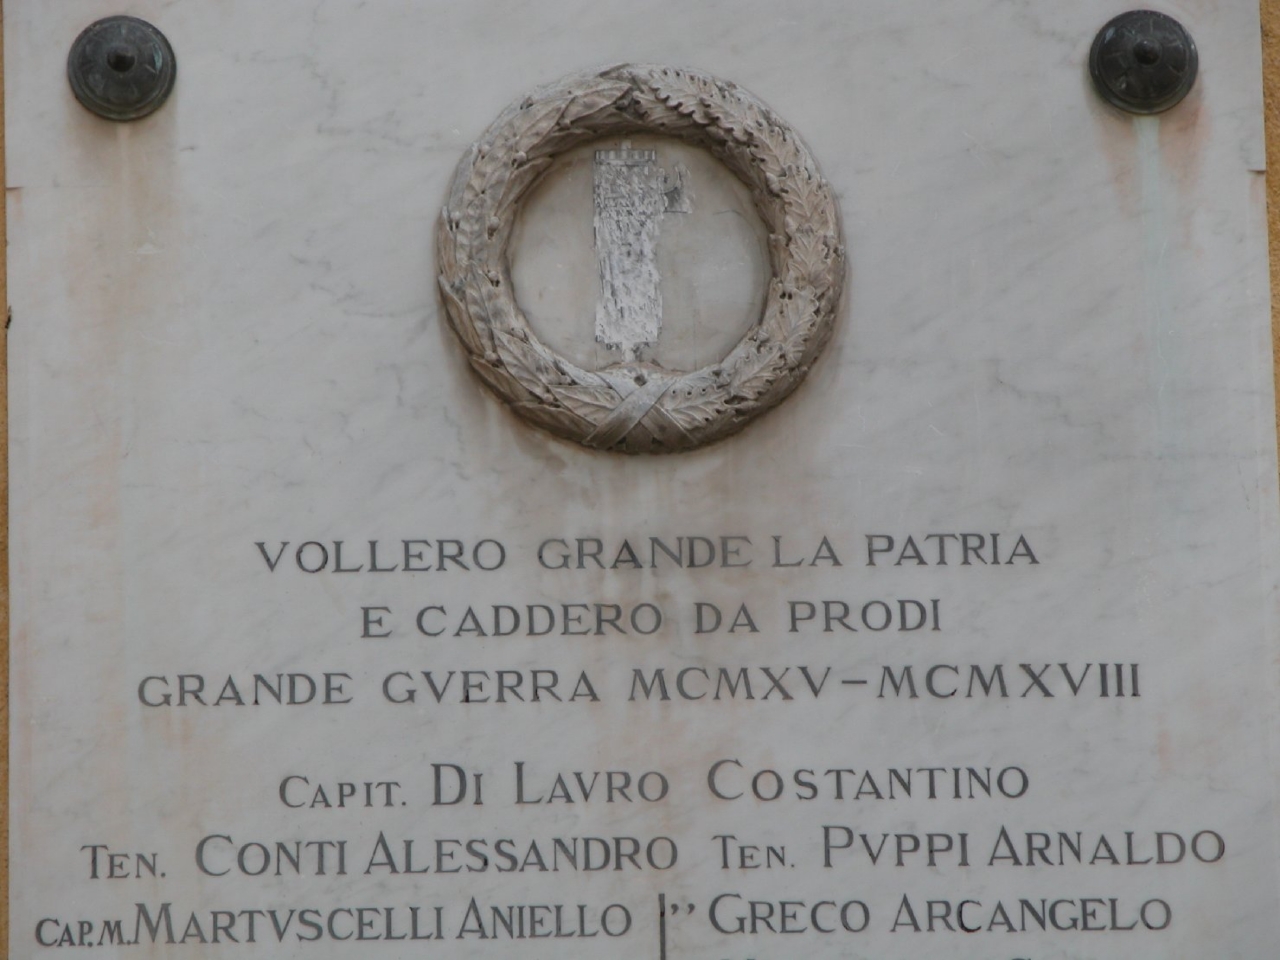 VOLLERO GRANDE LA PATRIA
E CADDERO DA PRODI
GRANDE GVERRA MCMXV-MCMXVIII
CAPIT. DI LAVRO COSTANTINO
TEN. CONTI ALESSANDRO TEN. PVPPI ARNALDO
CAP.M. MARTVSCELLI ANIELLO ,, GRECO ARCANGELO